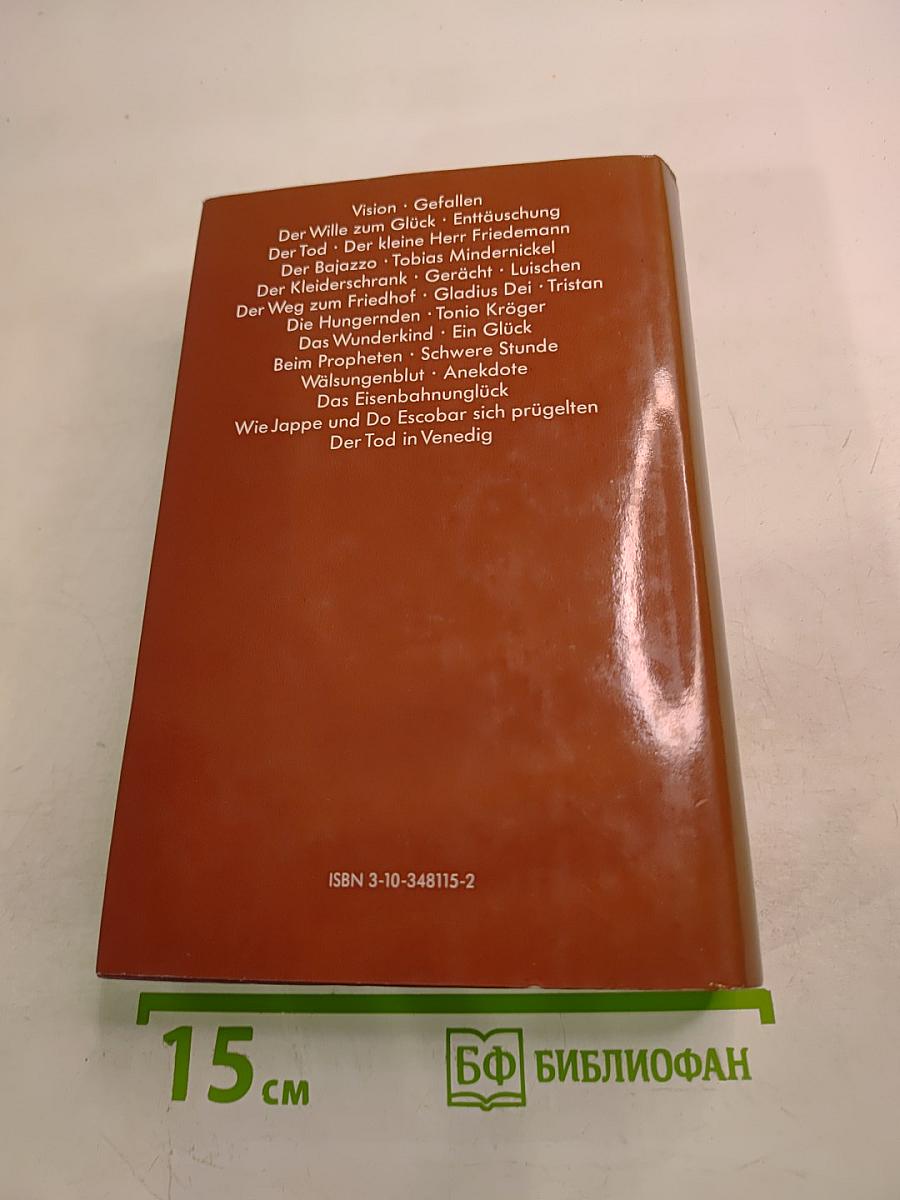 Vision · Gefallen
Der Wille zum Glück · Enttäuschung
Der Tod · Der kleine Herr Friedemann
Der Bajazzo · Tobias Mindernickel
Der Kleiderschrank · Gerächt · Luischen
Der Weg zum Friedhof · Gladius Dei · Tristan
Die Hungernden · Tonio Kröger
Das Wunderkind · Ein Glück
Beim Propheten · Schwere Stunde
Wälsungenblut · Anekdote
Das Eisenbahnunglück
Wie Jappe und Do Escobar sich prügelten
Der Tod in Venedig
ISBN 3-10-348115-2
15 см
БФ БИБЛИОФАН